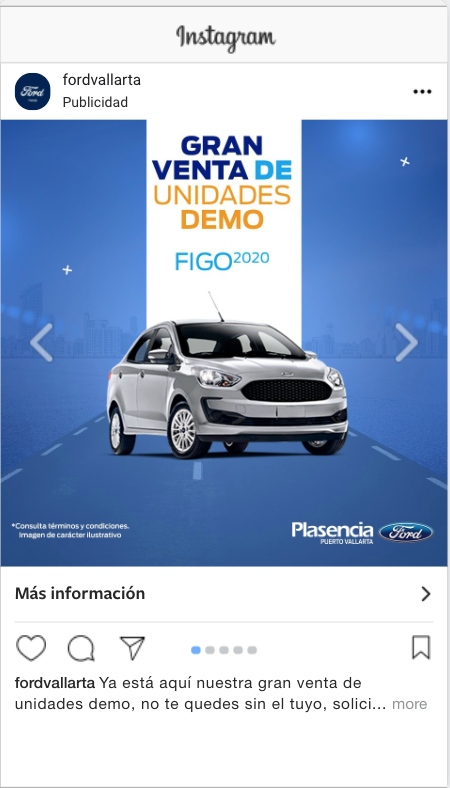 Instagram
Ford
fordvallarta
Publicidad
GRAN
VENTA DE
UNIDADES
DEMO
FIGO2020
*Consulta términos y condiciones.
Imagen de carácter ilustrativo
Plasencia
PUERTO VALLARTA
Ford
Más información
fordvallarta Ya está aquí nuestra gran venta de
unidades demo, no te quedes sin el tuyo, solici... more